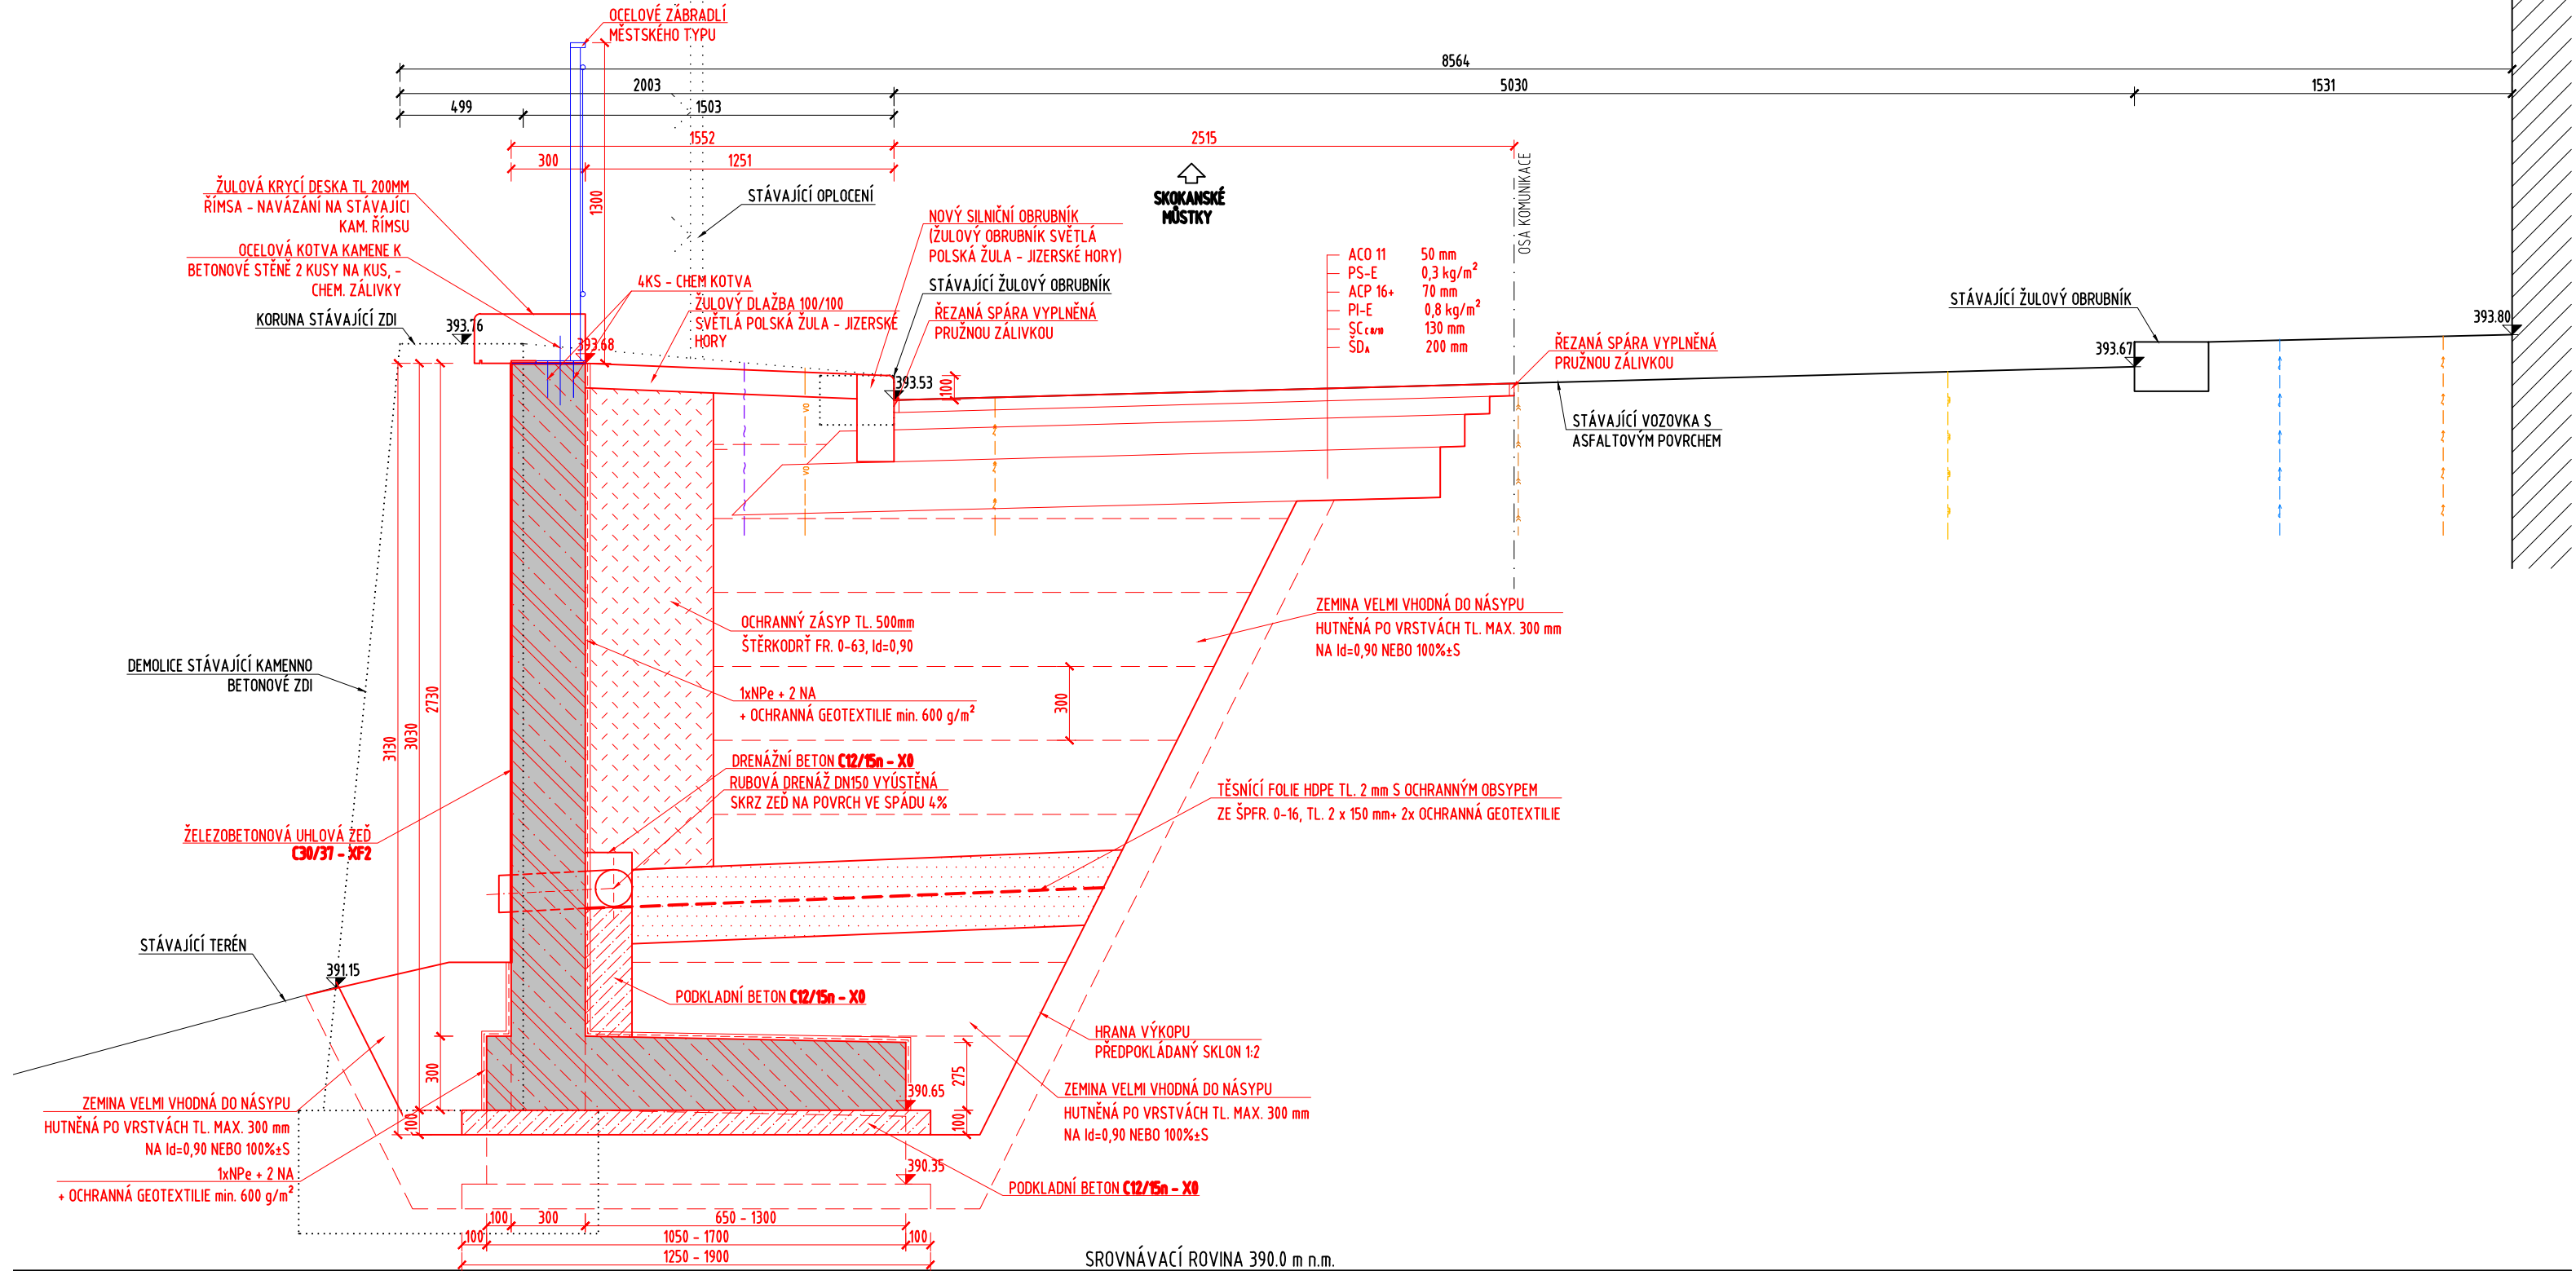 OCELOVÉ ZÁBRADLÍ
MĚSTSKÉHO TYPU
8564
2003
5030
1531
499
1503
1552
2515
300
1251
1300
OSA KOMUNIKACE
SKOKANSKÉ
MŮSTKY
ŽULOVÁ KRYCÍ DESKA TL 200MM
ŘÍMSA - NAVÁZÁNÍ NA STÁVAJÍCI
KAM. ŘÍMSU
STÁVAJÍCÍ OPLOCENÍ
NOVÝ SILNIČNÍ OBRUBNÍK
(ŽULOVÝ OBRUBNÍK SVĚTLÁ
POLSKÁ ŽULA - JIZERSKÉ HORY)
OCELOVÁ KOTVA KAMENE K
BETONOVÉ STĚNĚ 2 KUSY NA KUS, -
CHEM. ZÁLIVKY
4KS - CHEM KOTVA
STÁVAJÍCÍ ŽULOVÝ OBRUBNÍK
ŽULOVÝ DLAŽBA 100/100
SVĚTLÁ POLSKÁ ŽULA - JIZERSKÉ
HORY
ŘEZANÁ SPÁRA VYPLNĚNÁ
PRUŽNOU ZÁLIVKOU
ACO 11 50 mm
PS-E 0,3 kg/m²
ACP 16+ 70 mm
PI-E 0,8 kg/m²
SC C 8/10 130 mm
ŠDA 200 mm
STÁVAJÍCÍ ŽULOVÝ OBRUBNÍK
393.80
KORUNA STÁVAJÍCÍ ZDI
393.76
393.68
ŘEZANÁ SPÁRA VYPLNĚNÁ
PRUŽNOU ZÁLIVKOU
393.67
393.53
100
VO
VO
STÁVAJÍCÍ VOZOVKA S
ASFALTOVÝM POVRCHEM
OCHRANNÝ ZÁSYP TL. 500mm
ŠTĚRKODRŤ FR. 0-63, Id=0,90
ZEMINA VELMI VHODNÁ DO NÁSYPU
HUTNĚNÁ PO VRSTVÁCH TL. MAX. 300 mm
NA Id=0,90 NEBO 100%±S
DEMOLICE STÁVAJÍCÍ KAMENNO
BETONOVÉ ZDI
2730
3030
3130
1xNPe + 2 NA
+ OCHRANNÁ GEOTEXTILIE min. 600 g/m²
300
DRENÁŽNÍ BETON C12/15n - X0
RUBOVÁ DRENÁŽ DN150 VYÚSTĚNÁ
SKRZ ZEĎ NA POVRCH VE SPÁDU 4%
TĚSNÍCÍ FOLIE HDPE TL. 2 mm S OCHRANNÝM OBSYPEM
ZE ŠPFR. 0-16, TL. 2 x 150 mm+ 2x OCHRANNÁ GEOTEXTILIE
ŽELEZOBETONOVÁ UHLOVÁ ZEĎ
C30/37 - XF2
STÁVAJÍCÍ TERÉN
391.15
PODKLADNÍ BETON C12/15n - X0
HRANA VÝKOPU
PŘEDPOKLÁDANÝ SKLON 1:2
300
275
390.65
100
100
ZEMINA VELMI VHODNÁ DO NÁSYPU
HUTNĚNÁ PO VRSTVÁCH TL. MAX. 300 mm
NA Id=0,90 NEBO 100%±S
ZEMINA VELMI VHODNÁ DO NÁSYPU
HUTNĚNÁ PO VRSTVÁCH TL. MAX. 300 mm
NA Id=0,90 NEBO 100%±S
1xNPe + 2 NA
+ OCHRANNÁ GEOTEXTILIE min. 600 g/m²
390.35
PODKLADNÍ BETON C12/15n - X0
100
300
650 - 1300
100
1050 - 1700
100
1250 - 1900
SROVNÁVACÍ ROVINA 390.0 m n.m.